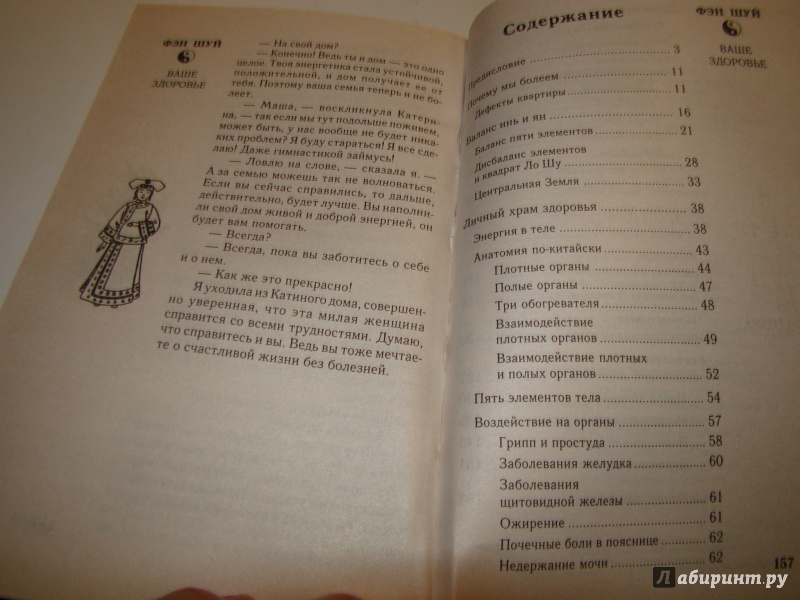 ФЭН ШУЙ
ВАШЕ
ЗДОРОВЬЕ
— На свой дом?
— Конечно! Ведь ты и дом — это одно
целое. Твоя энергетика стала устойчивой,
положительной, и дом получает ее от
тебя. Поэтому ваша семья теперь и не бо-
леет.
— Маша, — воскликнула Катери-
на, — так если мы тут подольше поживем,
может быть, у нас вообще не будет ника-
ких проблем? Я буду стараться! Я все сде-
лаю! Даже гимнастикой займусь!
— Ловлю на слове, — сказала я. —
А за семью можешь так не волноваться.
Если вы сейчас справились, то дальше,
действительно, будет лучше. Вы наполни-
ли свой дом живой и доброй энергией, он
будет вам помогать.
— Всегда?
— Всегда, пока вы заботитесь о себе
и о нем.
— Как же это прекрасно!
Я уходила из Катиного дома, совершен-
но уверенная, что эта милая женщина
справится со всеми трудностями. Думаю,
что справитесь и вы. Ведь вы тоже мечтае-
те о счастливой жизни без болезней.
Содержание
ФЭН ШУЙ
ВАШЕ
ЗДОРОВЬЕ
Предисловие 3
Почему мы болеем 11
Дефекты квартиры 11
Баланс инь и ян 16
Баланс пяти элементов 21
Дисбаланс элементов
и квадрат Ло Шу 28
Центральная Земля 33
Личный храм здоровья 38
Энергия в теле 38
Анатомия по-китайски 43
Плотные органы 44
Полые органы 47
Три обогревателя 48
Взаимодействие
плотных органов 49
Взаимодействие плотных
и полых органов 52
Пять элементов тела 54
Воздействие на органы 57
Грипп и простуда 58
Заболевания желудка 60
Заболевания
щитовидной железы 61
Ожирение 61
Почечные боли в пояснице 62
Недержание мочи 62
157
Лабиринт.ру